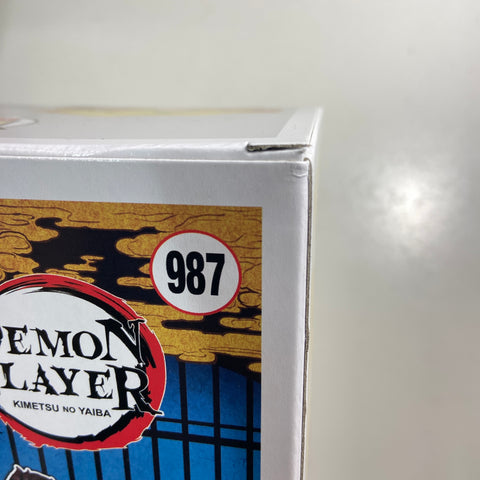 987
DEMON
SLAYER
KIMETSU NO YAIBA